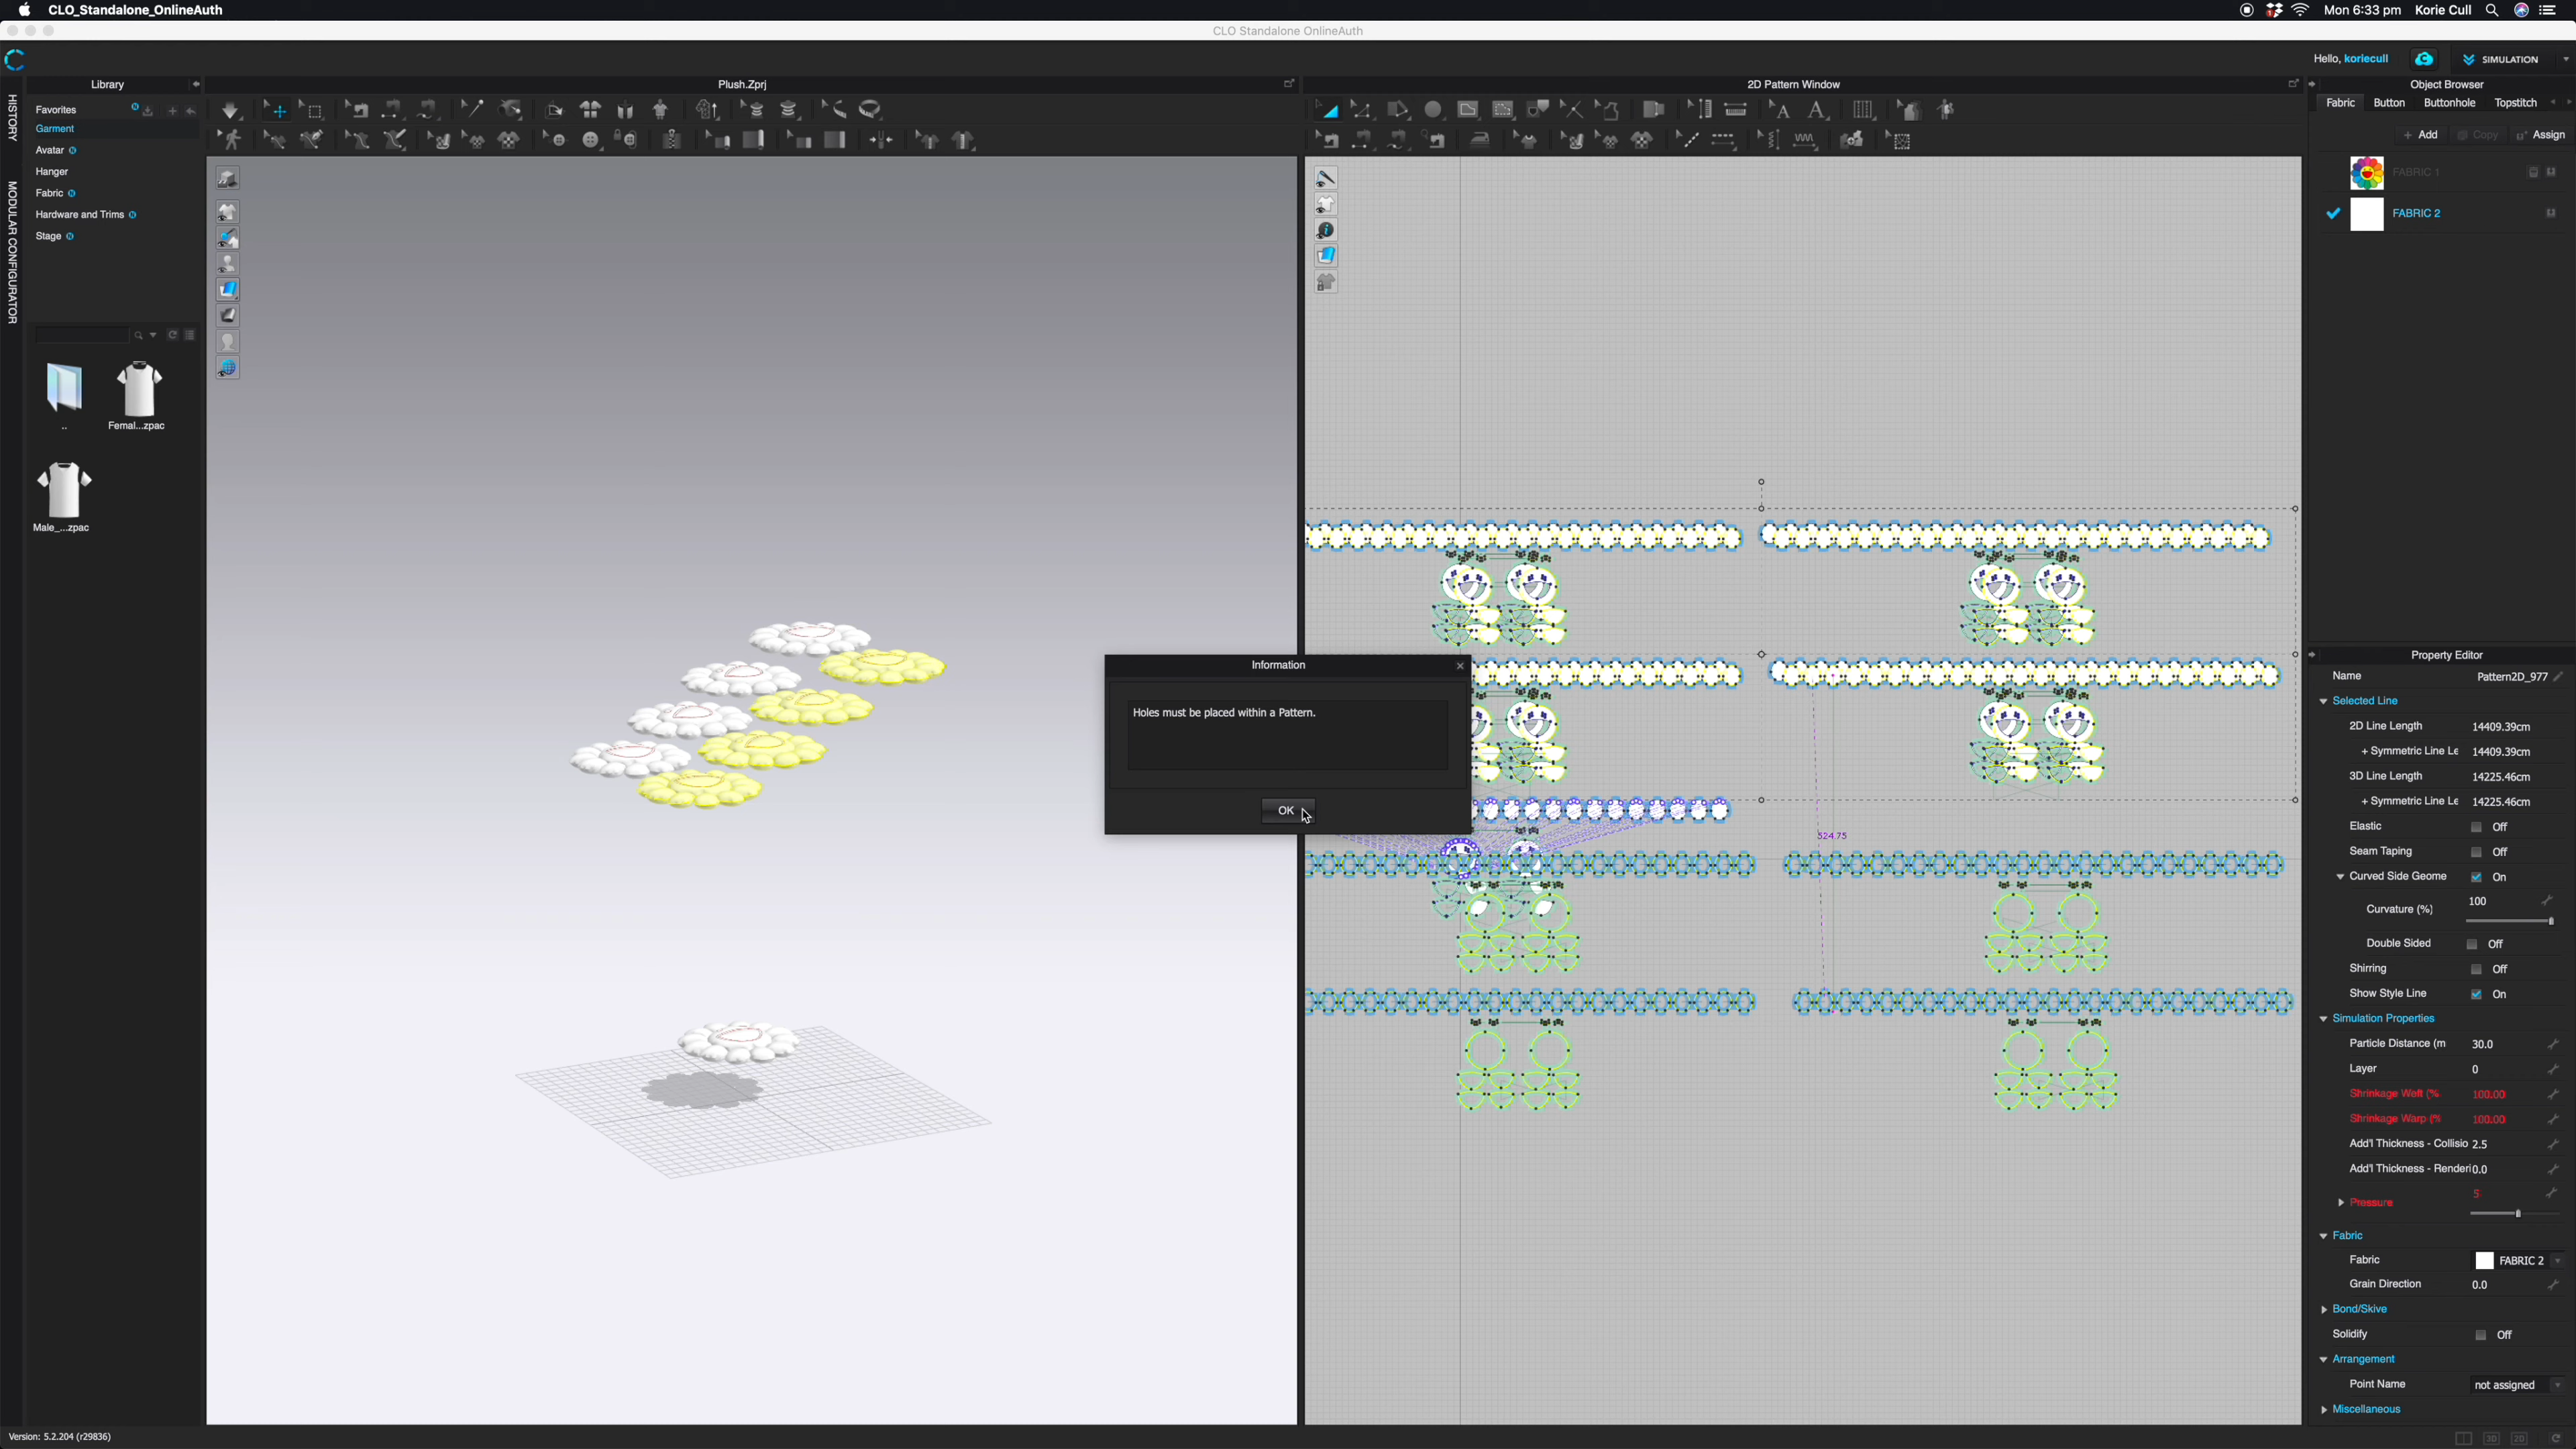 CLO_Standalone_OnlineAuth
Mon 6:33 pm Korie Cull
CLO Standalone OnlineAuth
Hello, koriecull
SIMULATION
HISTORY
MODULAR CONFIGURATOR
Library
Plush.Zprj
2D Pattern Window
Object Browser
Favorites
Garment
Avatar
Hanger
Fabric
Hardware and Trims
Stage
..
Femal...zpac
Male_...zpac
Fabric Button Buttonhole Topstitch
+ Add Copy Assign
FABRIC 1
FABRIC 2
Information
Holes must be placed within a Pattern.
OK
524.75
Property Editor
Name Pattern2D_977
Selected Line
2D Line Length 14409.39cm
+ Symmetric Line Le 14409.39cm
3D Line Length 14225.46cm
+ Symmetric Line Le 14225.46cm
Elastic Off
Seam Taping Off
Curved Side Geome On
Curvature (%) 100
Double Sided Off
Shirring Off
Show Style Line On
Simulation Properties
Particle Distance (m 30.0
Layer 0
Shrinkage Weft (% 100.00
Shrinkage Warp (% 100.00
Add'l Thickness - Collisio 2.5
Add'l Thickness - Renderi 0.0
Pressure 5
Fabric
Fabric FABRIC 2
Grain Direction 0.0
Bond/Skive
Solidify Off
Arrangement
Point Name not assigned
Miscellaneous
Version: 5.2.204 (r29836)
3D 2D